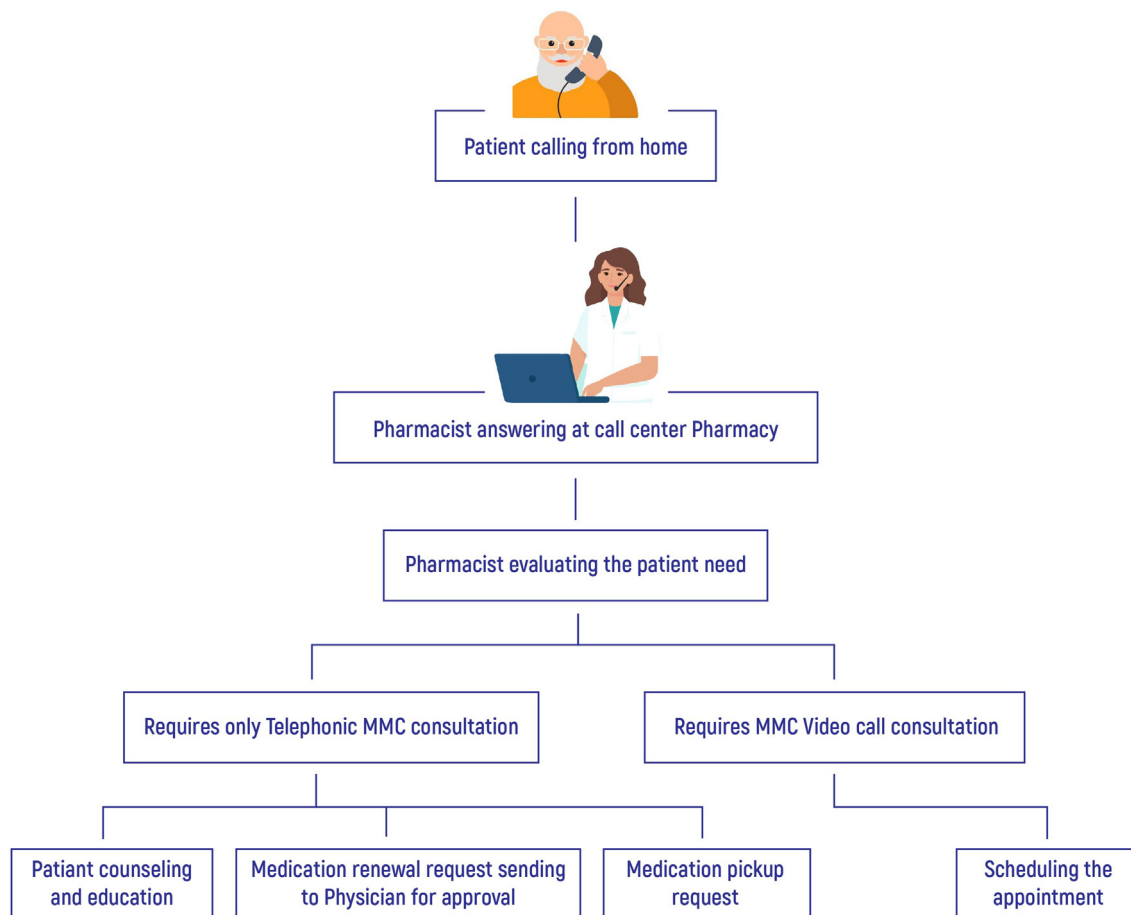 Patient calling from home
Pharmacist answering at call center Pharmacy
Pharmacist evaluating the patient need
Requires only Telephonic MMC consultation
Requires MMC Video call consultation
Patiant counseling
and education
Medication renewal request sending
to Physician for approval
Medication pickup
request
Scheduling the
appointment